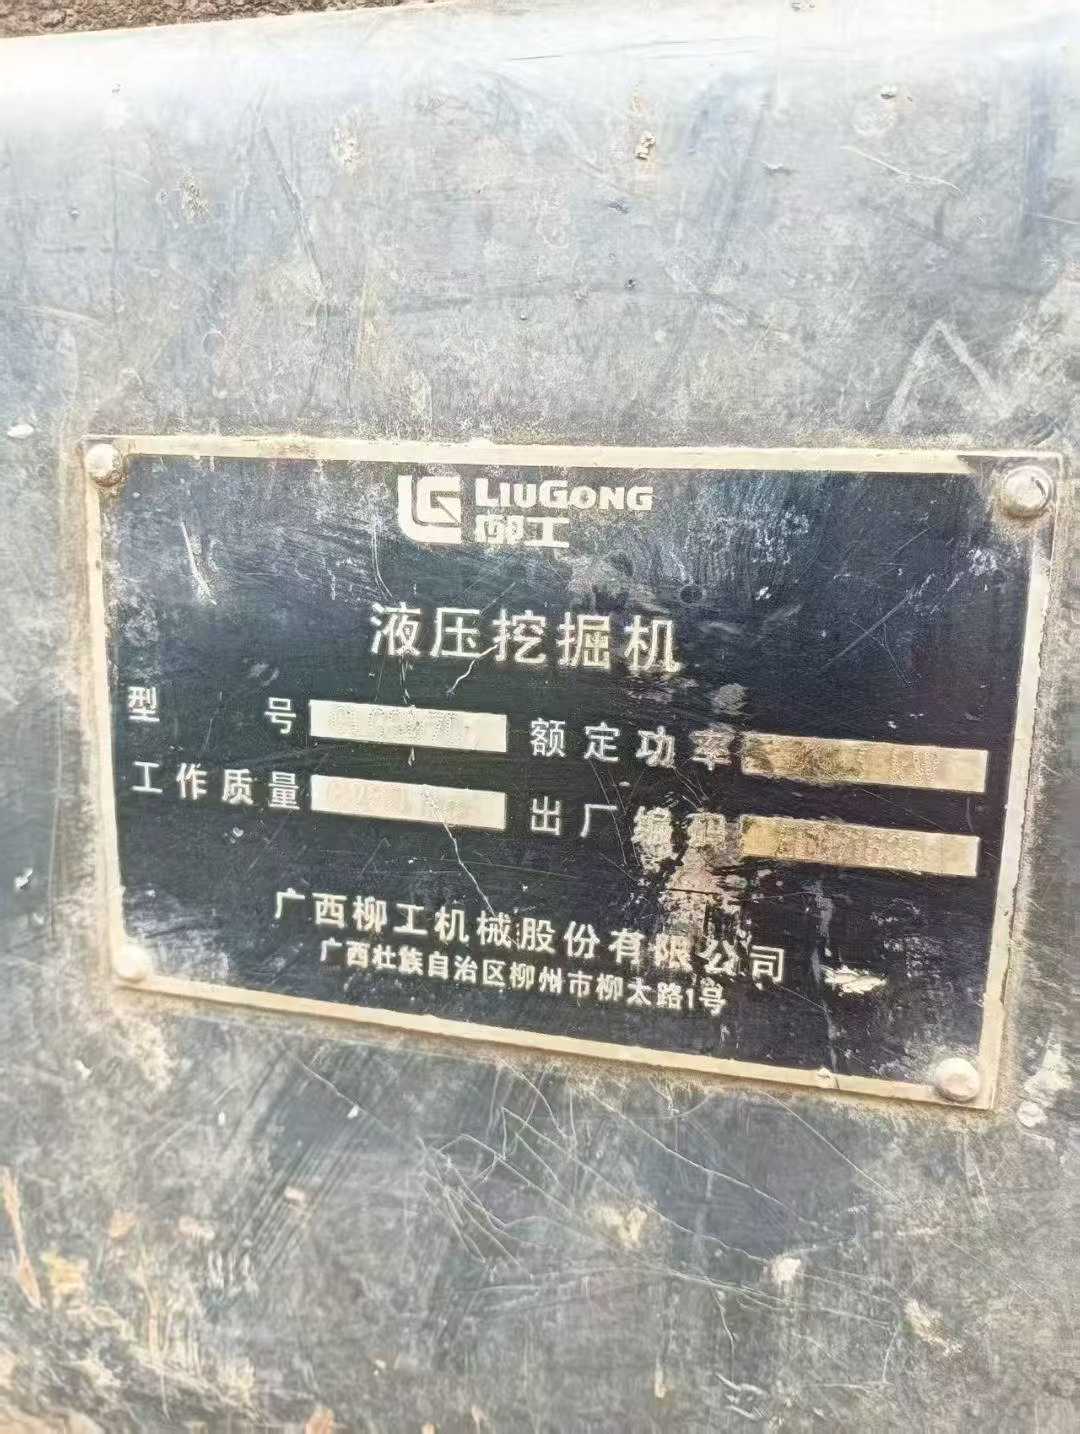 LIUGONG
柳工
液压挖掘机
型 号 额定功率
工作质量 出厂编码
广西柳工机械股份有限公司
广西壮族自治区柳州市柳太路1号